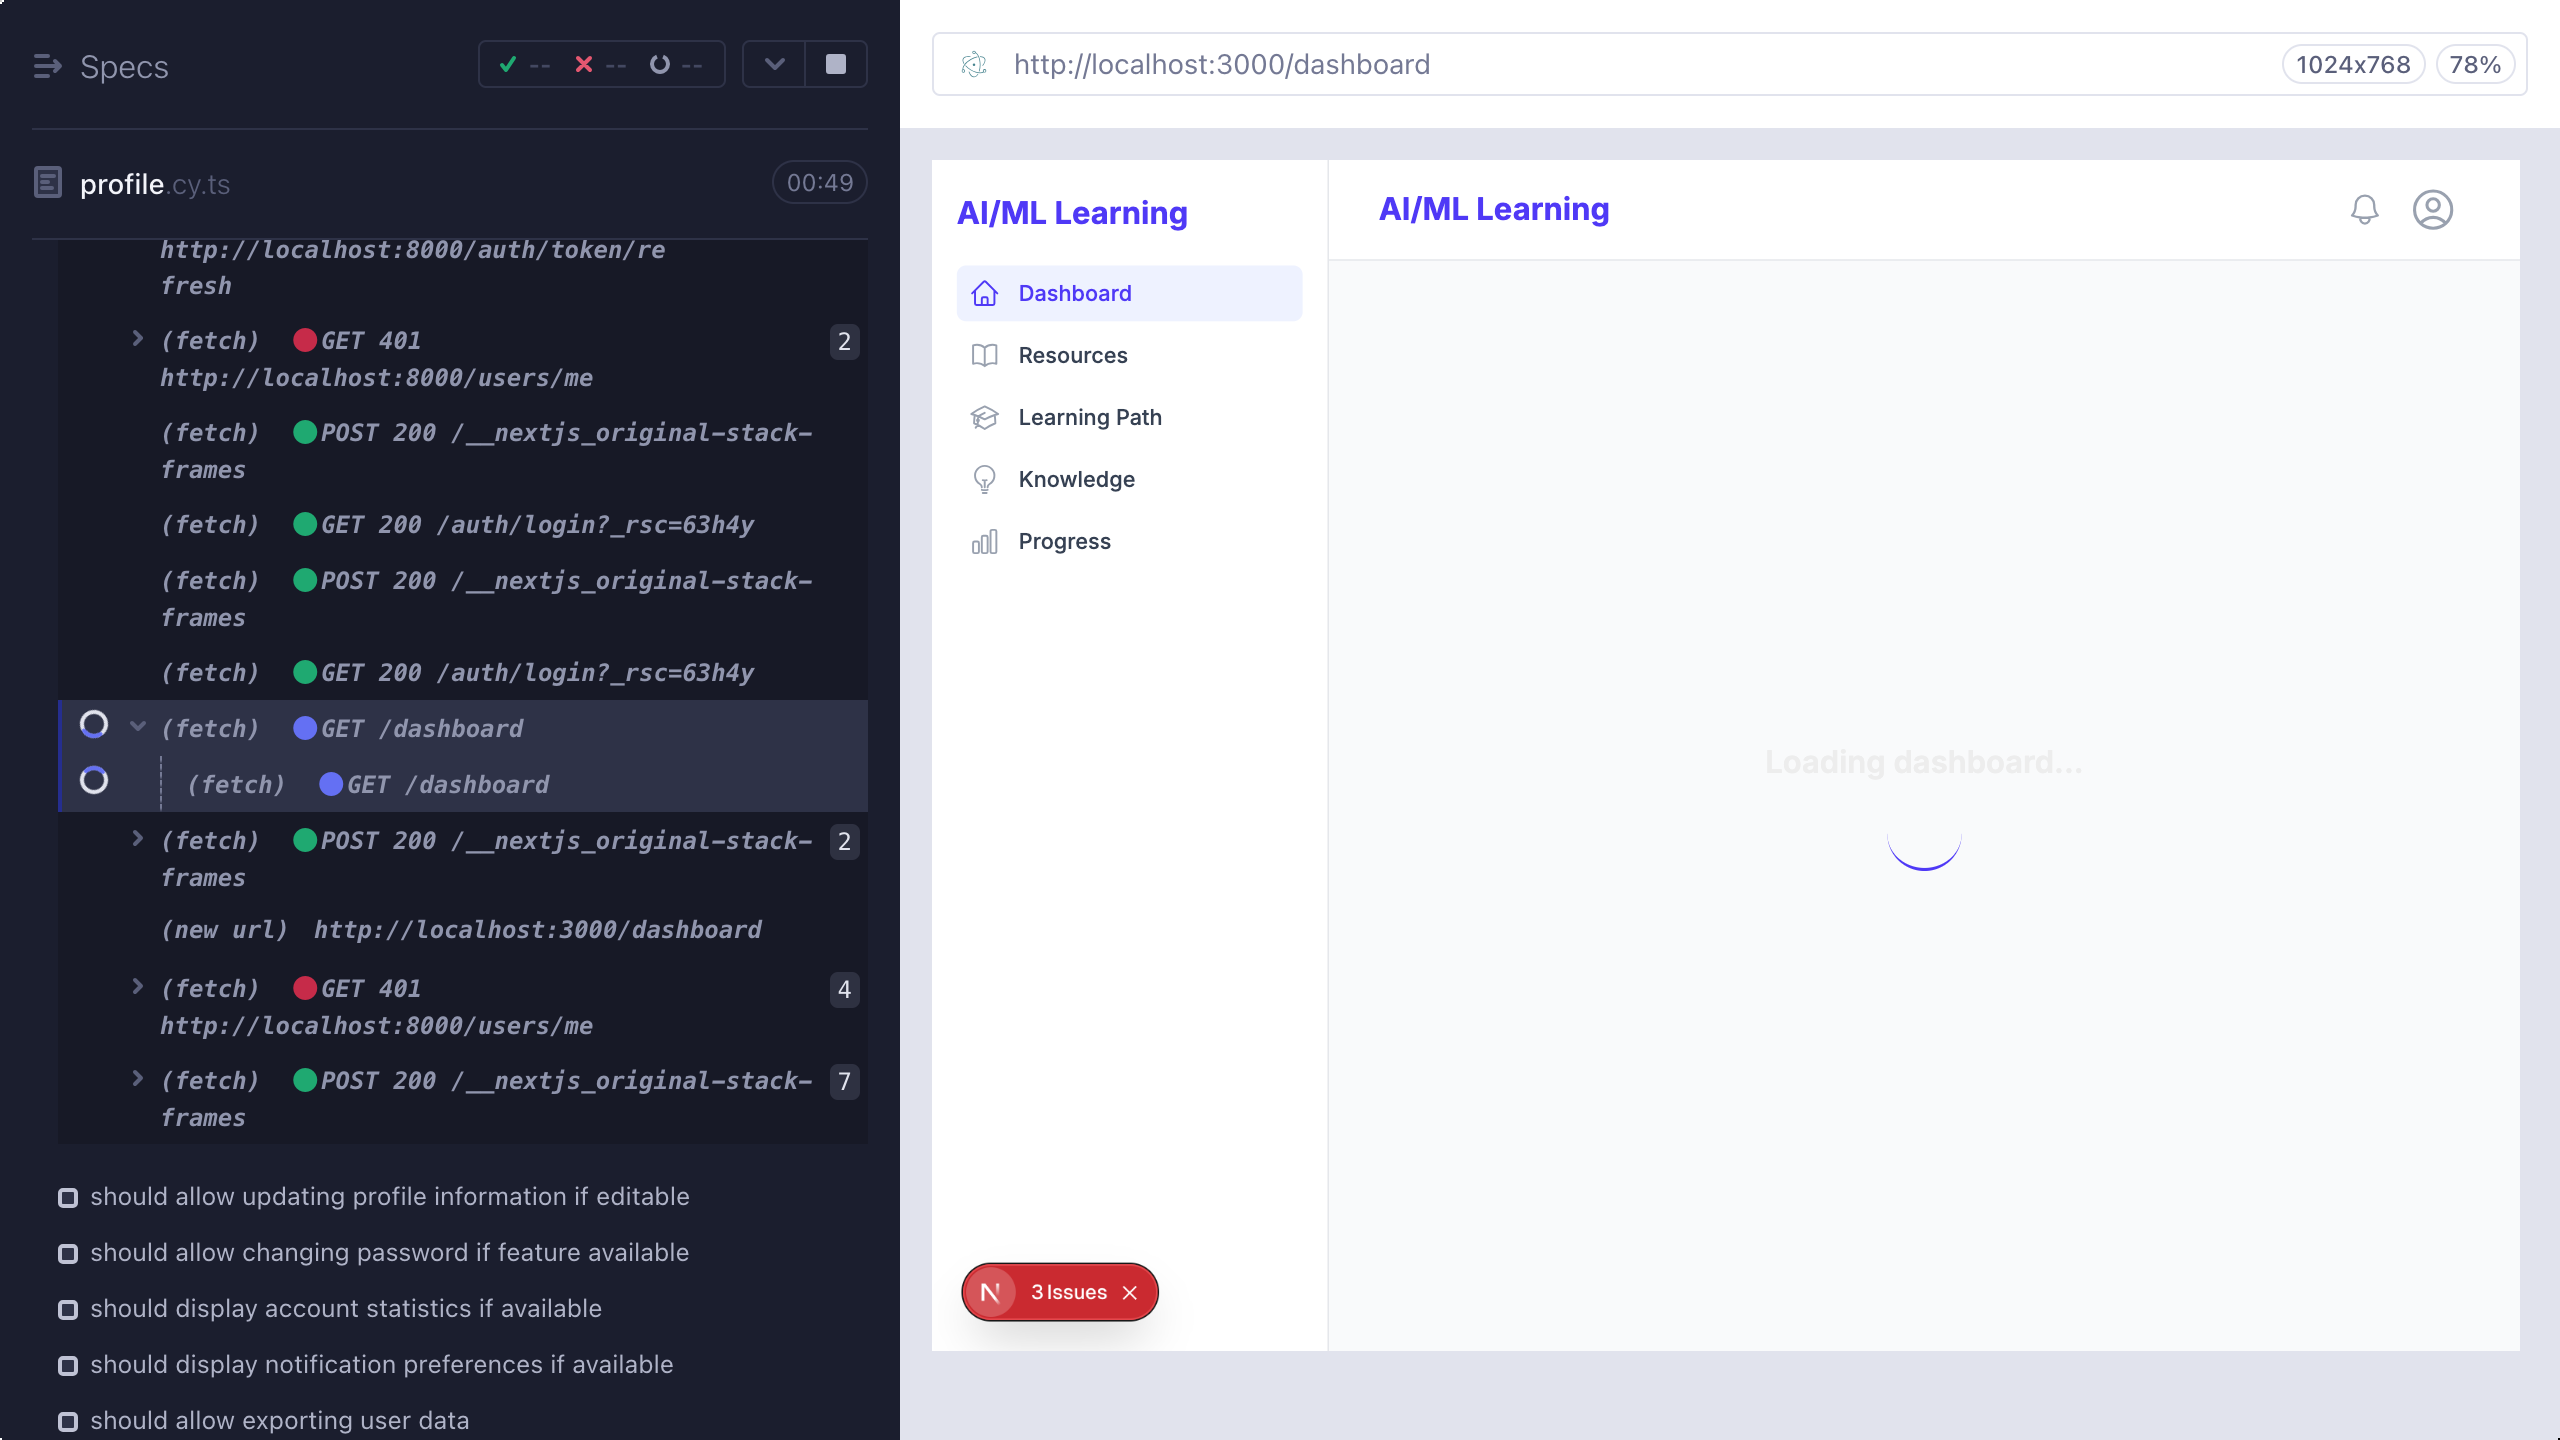 Specs
-- -- --
profile.cy.ts
00:49
http://localhost:8000/auth/token/re
fresh
(fetch) GET 401
2
http://localhost:8000/users/me
(fetch) POST 200 /__nextjs_original-stack-
frames
(fetch) GET 200 /auth/login?_rsc=63h4y
(fetch) POST 200 /__nextjs_original-stack-
frames
(fetch) GET 200 /auth/login?_rsc=63h4y
(fetch) GET /dashboard
(fetch) GET /dashboard
(fetch) POST 200 /__nextjs_original-stack-
2
frames
(new url) http://localhost:3000/dashboard
(fetch) GET 401
4
http://localhost:8000/users/me
(fetch) POST 200 /__nextjs_original-stack-
7
frames
should allow updating profile information if editable
should allow changing password if feature available
should display account statistics if available
should display notification preferences if available
should allow exporting user data
http://localhost:3000/dashboard
1024x768
78%
AI/ML Learning
Dashboard
Resources
Learning Path
Knowledge
Progress
N 3 Issues
AI/ML Learning
Loading dashboard...